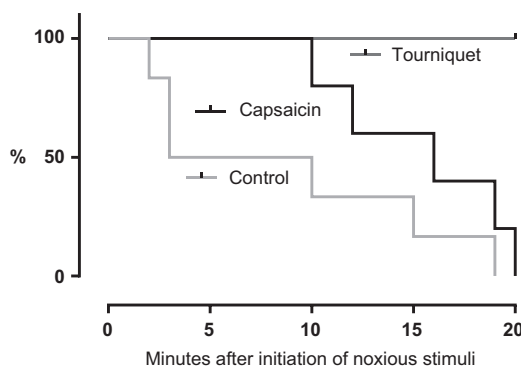 100
Tourniquet
Capsaicin
% 50
Control
0
0 5 10 15 20
Minutes after initiation of noxious stimuli